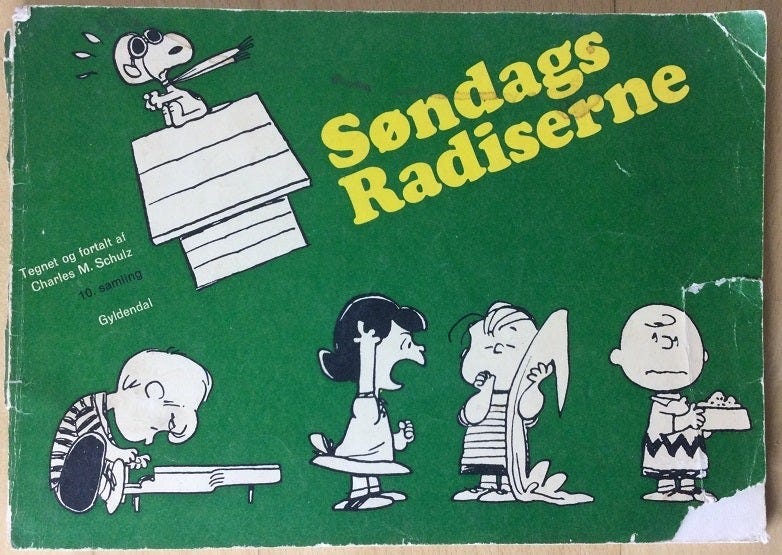 Søndags
Radiserne
Tegnet og fortalt af
Charles M. Schulz
10. samling
Gyldendal